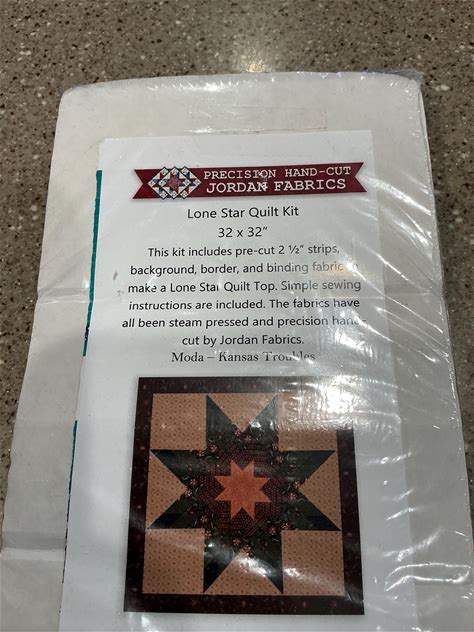 PRECISION HAND-CUT
JORDAN FABRICS
Lone Star Quilt Kit
32 x 32"
This kit includes pre-cut 2 ½" strips,
background, border, and binding fabric
make a Lone Star Quilt Top. Simple sewing
instructions are included. The fabrics have
all been steam pressed and precision hand-
cut by Jordan Fabrics.
Moda – Kansas Troubles